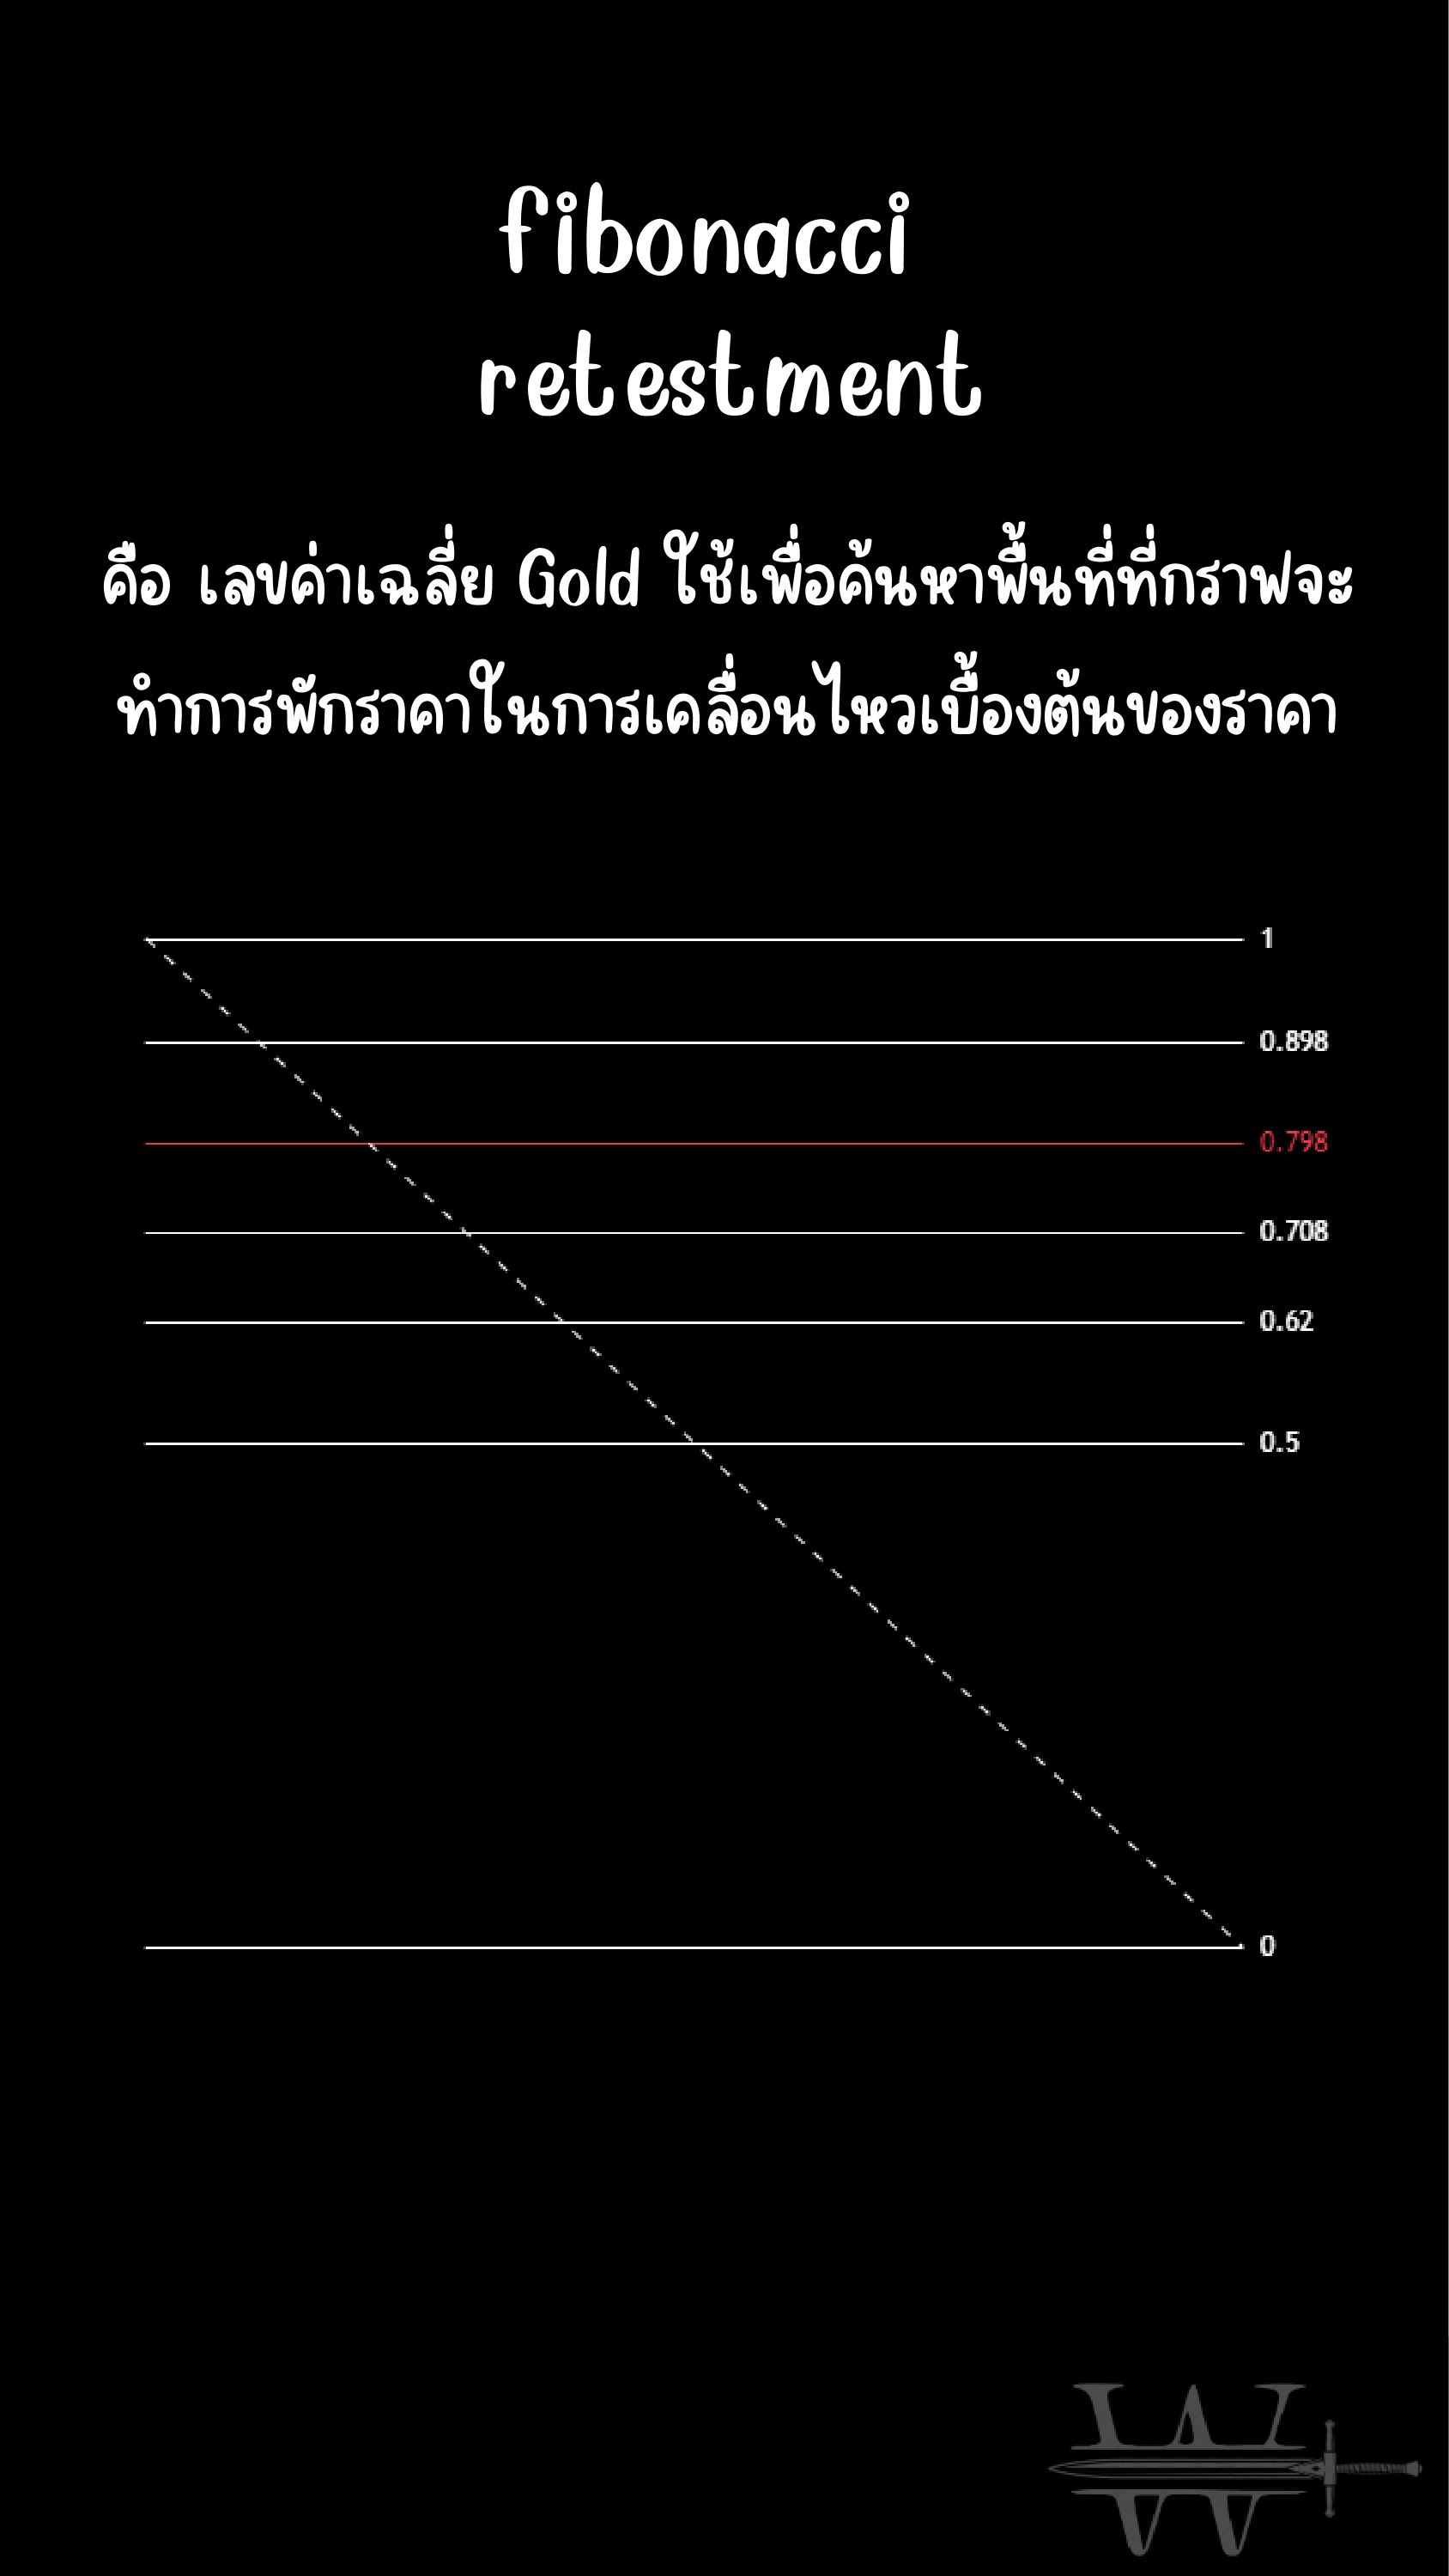 fibonacci
retestment
คือ เลขค่าเฉลี่ย Gold ใช้เพื่อค้นหาพื้นที่ที่กราฟจะ
ทำการพักราคาในการเคลื่อนไหวเบื้องต้นของราคา
1
0.898
0.798
0.708
0.62
0.5
0
W